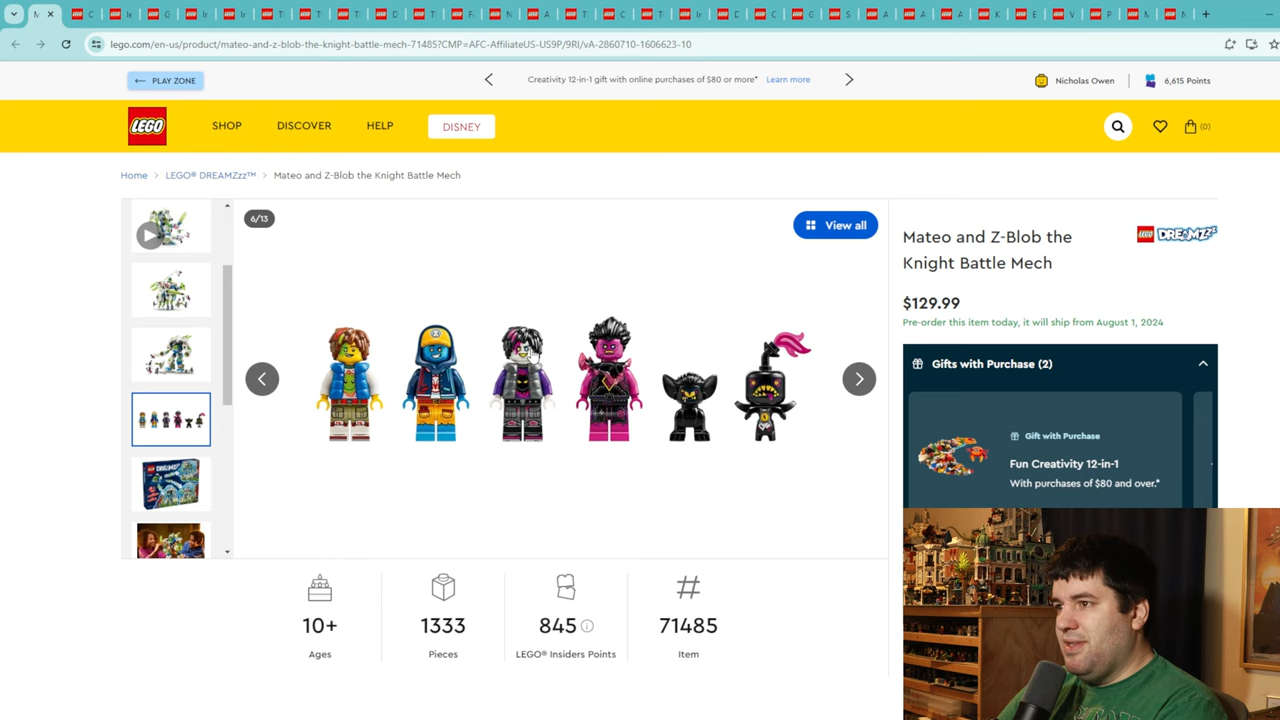 lego.com/en-us/product/mateo-and-z-blob-the-knight-battle-mech-71485?CMP=AFC-AffiliateUS-US9P/9RI/vA-2860710-1606623-10
PLAY ZONE
Creativity 12-in-1 gift with online purchases of $80 or more* Learn more
Nicholas Owen
6,615 Points
LEGO
SHOP DISCOVER HELP DISNEY
(0)
Home > LEGO® DREAMZzz™ > Mateo and Z-Blob the Knight Battle Mech
6/13
View all
Mateo and Z-Blob the
Knight Battle Mech
LEGO DREAMZzz
$129.99
Pre-order this item today, it will ship from August 1, 2024
Gifts with Purchase (2)
Gift with Purchase
Fun Creativity 12-in-1
With purchases of $80 and over.*
10+ 1333 845 71485
Ages Pieces LEGO® Insiders Points Item